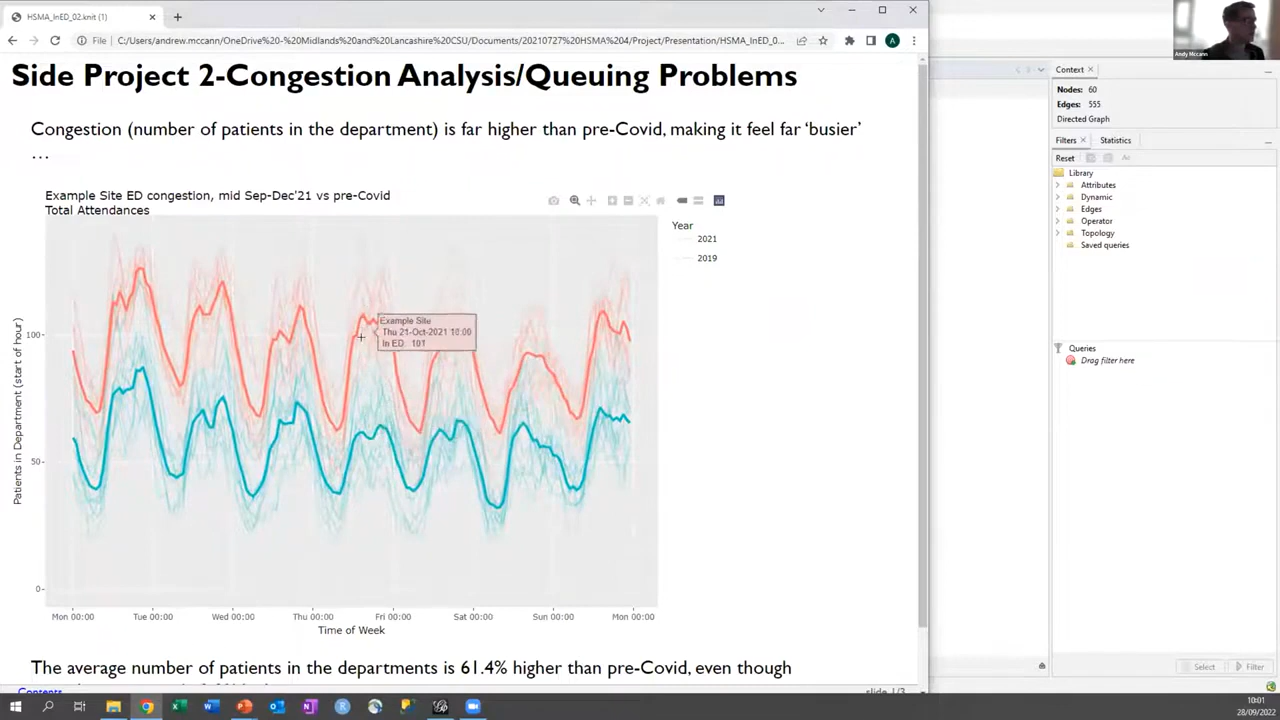 HSMA_InED_02.knit (1)
File
C:/Users/andrew.mccann/OneDrive%20-%20Midlands%20and%20Lancashire%20CSU/Documents/20210727%20HSMA%204/Project/Presentation/HSMA_InED_0...
A
Andy Mccann
Side Project 2-Congestion Analysis/Queuing Problems
Congestion (number of patients in the department) is far higher than pre-Covid, making it feel far ‘busier’
…
Example Site ED congestion, mid Sep-Dec'21 vs pre-Covid
Total Attendances
Year
2021
2019
Example Site
Thu 21-Oct-2021 10:00
In ED 101
Patients in Department (start of hour)
100
50
0
Mon 00:00
Tue 00:00
Wed 00:00
Thu 00:00
Fri 00:00
Sat 00:00
Sun 00:00
Mon 00:00
Time of Week
The average number of patients in the departments is 61.4% higher than pre-Covid, even though
Contents
slide 1/3
Context
Nodes: 60
Edges: 555
Directed Graph
Filters
Statistics
Reset
Library
Attributes
Dynamic
Edges
Operator
Topology
Saved queries
Queries
Drag filter here
Select
Filter
10:01
28/09/2022